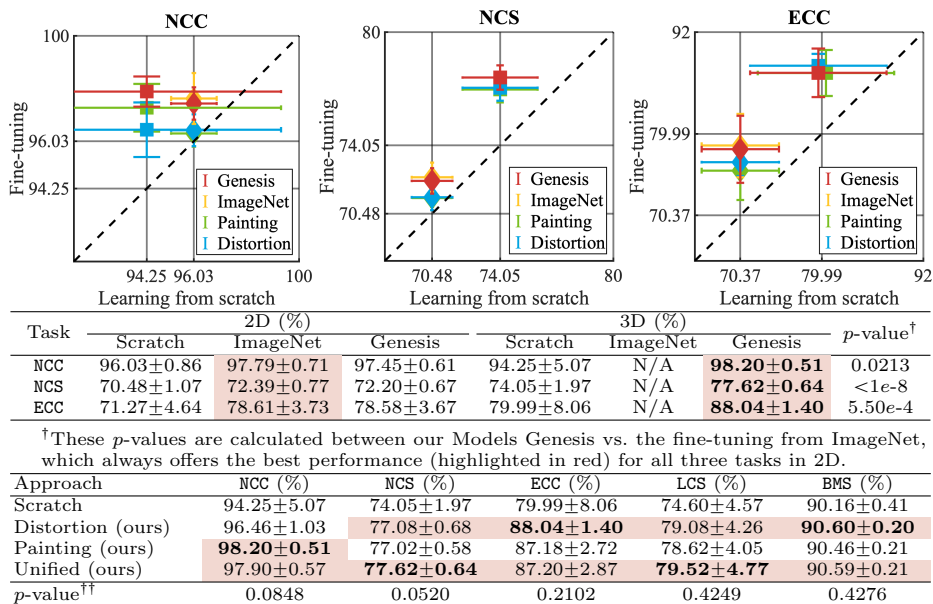 NCC
NCS
ECC
100
96.03
94.25
Fine-tuning
94.25 96.03 100
Learning from scratch
Genesis
ImageNet
Painting
Distortion
80
74.05
70.48
Fine-tuning
70.48 74.05 80
Learning from scratch
Genesis
ImageNet
Painting
Distortion
92
79.99
70.37
Fine-tuning
70.37 79.99 92
Learning from scratch
Genesis
ImageNet
Painting
Distortion
Task 2D (%) 3D (%) p-value†
Scratch ImageNet Genesis Scratch ImageNet Genesis
NCC 96.03±0.86 97.79±0.71 97.45±0.61 94.25±5.07 N/A 98.20±0.51 0.0213
NCS 70.48±1.07 72.39±0.77 72.20±0.67 74.05±1.97 N/A 77.62±0.64 <1e-8
ECC 71.27±4.64 78.61±3.73 78.58±3.67 79.99±8.06 N/A 88.04±1.40 5.50e-4
†These p-values are calculated between our Models Genesis vs. the fine-tuning from ImageNet,
which always offers the best performance (highlighted in red) for all three tasks in 2D.
Approach NCC (%) NCS (%) ECC (%) LCS (%) BMS (%)
Scratch 94.25±5.07 74.05±1.97 79.99±8.06 74.60±4.57 90.16±0.41
Distortion (ours) 96.46±1.03 77.08±0.68 88.04±1.40 79.08±4.26 90.60±0.20
Painting (ours) 98.20±0.51 77.02±0.58 87.18±2.72 78.62±4.05 90.46±0.21
Unified (ours) 97.90±0.57 77.62±0.64 87.20±2.87 79.52±4.77 90.59±0.21
p-value†† 0.0848 0.0520 0.2102 0.4249 0.4276